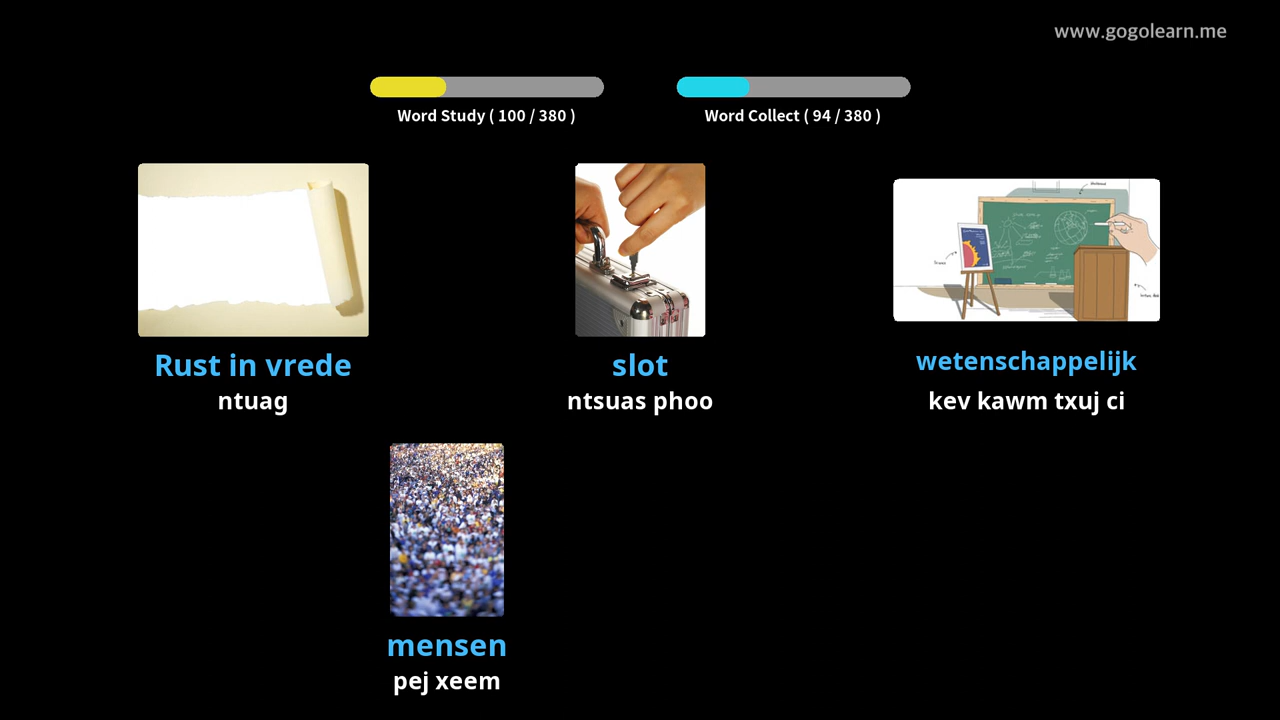 www.gogolearn.me
Word Study ( 100 / 380 )
Word Collect ( 94 / 380 )
Rust in vrede
ntuag
slot
ntsuas phoo
wetenschappelijk
kev kawm txuj ci
mensen
pej xeem